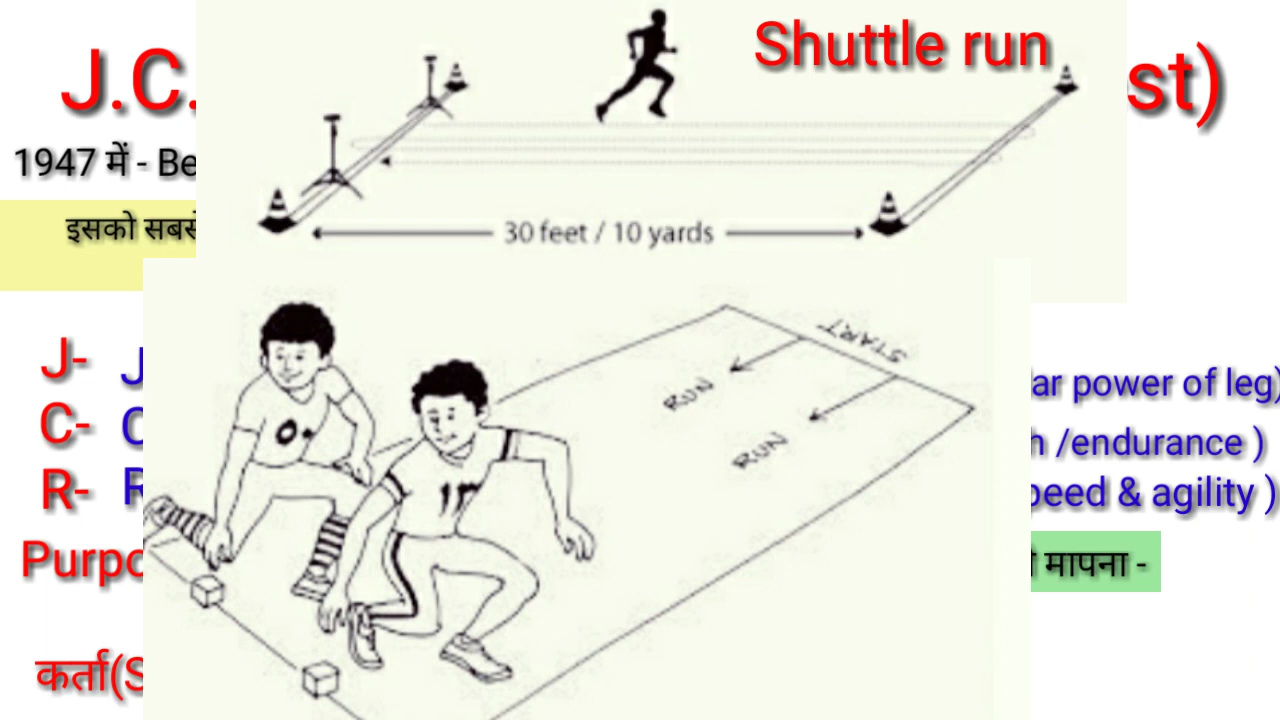 Shuttle run
J.C. st)
1947 में - Be
30 feet / 10 yards
इसको सबसे
START
RUN
RUN
J- J ar power of leg)
C- C n /endurance )
R- R peed & agility )
Purpo मापना -
कर्ता(S